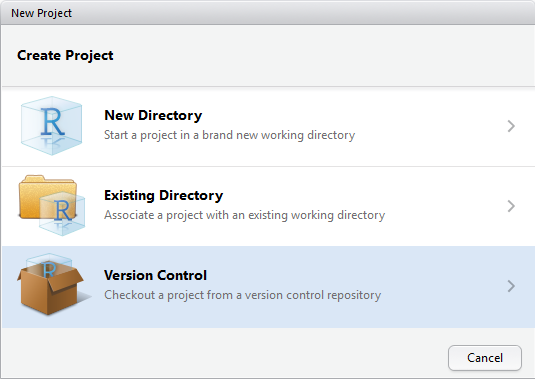 New Project
Create Project
R
New Directory
Start a project in a brand new working directory
R
Existing Directory
Associate a project with an existing working directory
R
Version Control
Checkout a project from a version control repository
Cancel